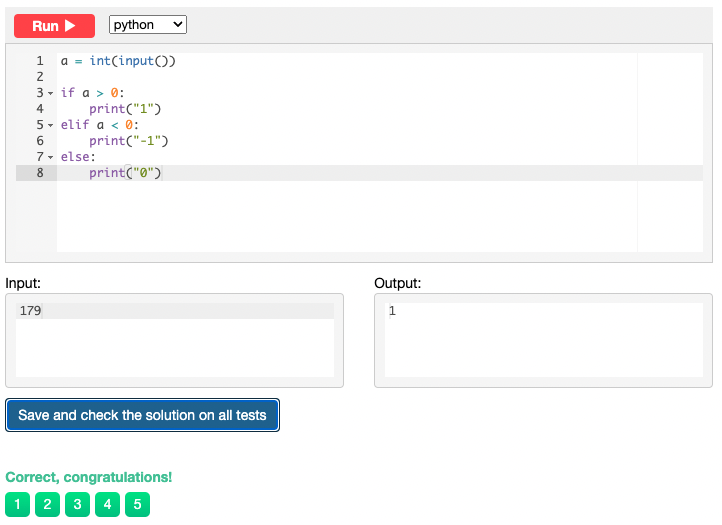 Run ▶ python
1 a = int(input())
2
3 if a > 0:
4     print("1")
5 elif a < 0:
6     print("-1")
7 else:
8     print("0")
Input: Output:
179 1
Save and check the solution on all tests
Correct, congratulations!
1 2 3 4 5